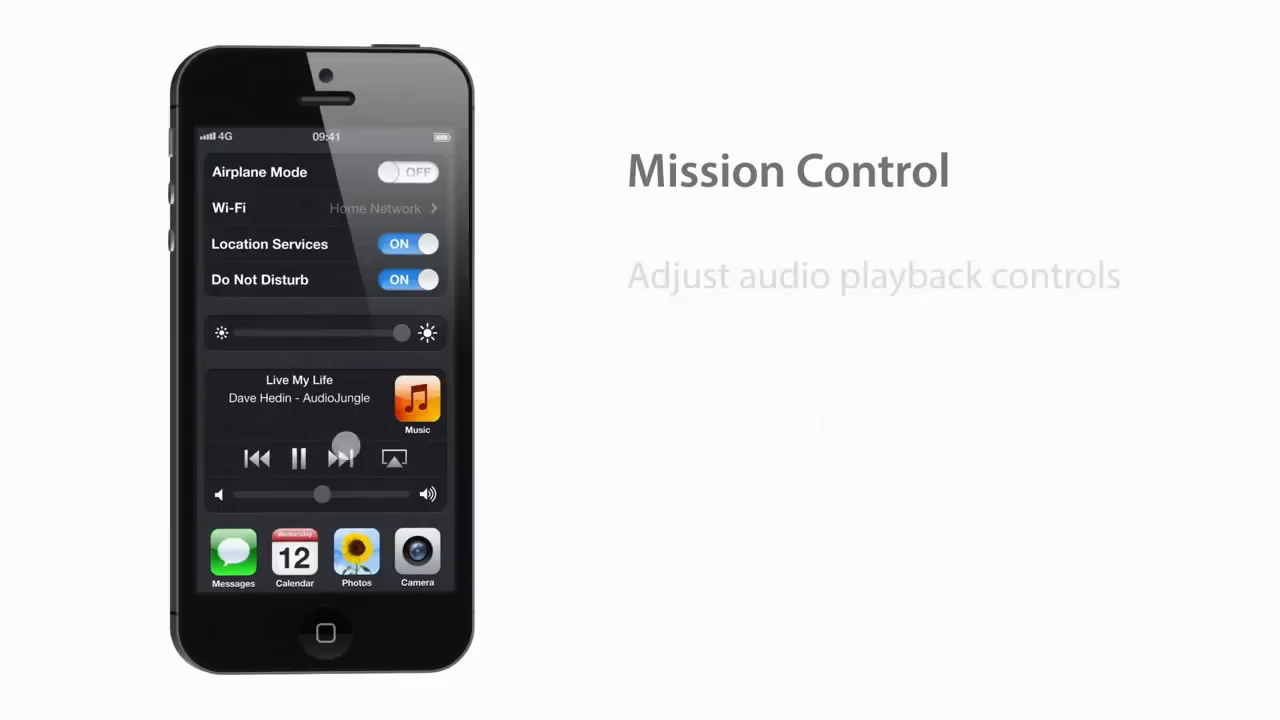 4G 09:41
Airplane Mode OFF
Wi-Fi Home Network
Location Services ON
Do Not Disturb ON
Live My Life
Dave Hedin - AudioJungle
Music
Wednesday
12
Messages Calendar Photos Camera
Mission Control
Adjust audio playback controls